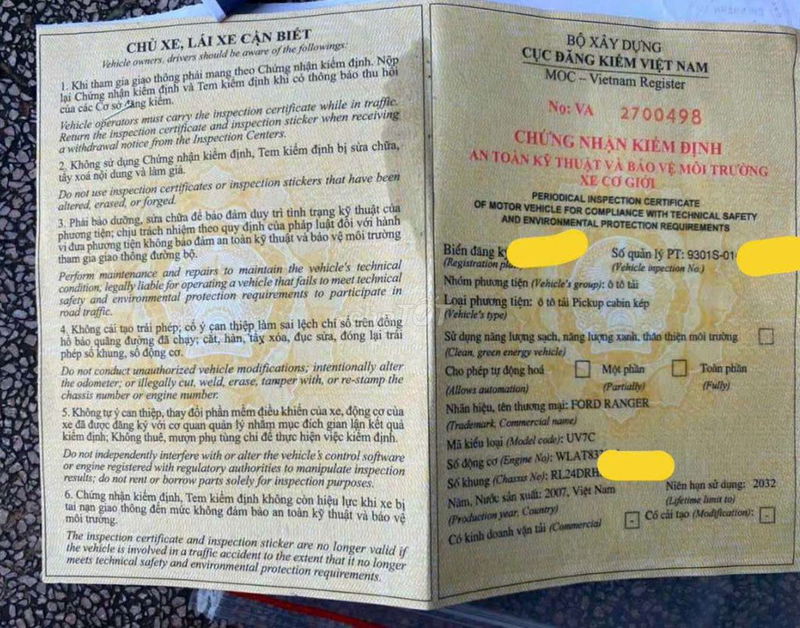 CHỦ XE, LÁI XE CẦN BIẾT
Vehicle owners, drivers should be aware of the followings:
1. Khi tham gia giao thông phải mang theo Chứng nhận kiểm định. Nộp
lại Chứng nhận kiểm định và Tem kiểm định khi có thông báo thu hồi
của các Cơ sở đăng kiểm.
Vehicle operators must carry the inspection certificate while in traffic.
Return the inspection certificate and inspection sticker when receiving
a withdrawal notice from the Inspection Centers.
2. Không sử dụng Chứng nhận kiểm định, Tem kiểm định bị sửa chữa,
tẩy xoá nội dung và làm giả.
Do not use inspection certificates or inspection stickers that have been
altered, erased, or forged.
3. Phải bảo dưỡng, sửa chữa để bảo đảm duy trì tình trạng kỹ thuật của
phương tiện; chịu trách nhiệm theo quy định của pháp luật đối với hành
vi đưa phương tiện không bảo đảm an toàn kỹ thuật và bảo vệ môi trường
tham gia giao thông đường bộ.
Perform maintenance and repairs to maintain the vehicle's technical
condition, legally liable for operating a vehicle that fails to meet technical
safety and environmental protection requirements to participate in
road traffic.
4. Không cải tạo trái phép; cố ý can thiệp làm sai lệch chỉ số trên đồng
hồ báo quãng đường đã chạy; cắt, hàn, tẩy xóa, đục sửa, đóng lại trái
phép số khung, số động cơ.
Do not conduct unauthorized vehicle modifications; intentionally alter
the odometer; or illegally cut, weld, erase, tamper with, or re-stamp the
chassis number or engine number.
5. Không tự ý can thiệp, thay đổi phần mềm điều khiển của xe, động cơ của
xe đã được đăng ký với cơ quan quản lý nhằm mục đích gian lận kết quả
kiểm định; Không thuê, mượn phụ tùng chỉ để thực hiện việc kiểm định.
Do not independently interfere with or alter the vehicle's control software
or engine registered with regulatory authorities to manipulate inspection
results; do not rent or borrow parts solely for inspection purposes.
6. Chứng nhận kiểm định, Tem kiểm định không còn hiệu lực khi xe bị
tai nạn giao thông đến mức không đảm bảo an toàn kỹ thuật và bảo vệ
môi trường.
The inspection certificate and inspection sticker are no longer valid if
the vehicle is involved in a traffic accident to the extent that it no longer
meets technical safety and environmental protection requirements.
BỘ XÂY DỰNG
CỤC ĐĂNG KIỂM VIỆT NAM
MOC – Vietnam Register
No: VA 2700498
CHỨNG NHẬN KIỂM ĐỊNH
AN TOÀN KỸ THUẬT VÀ BẢO VỆ MÔI TRƯỜNG
XE CƠ GIỚI
PERIODICAL INSPECTION CERTIFICATE
OF MOTOR VEHICLE FOR COMPLIANCE WITH TECHNICAL SAFETY
AND ENVIRONMENTAL PROTECTION REQUIREMENTS
Biển đăng Số quản lý PT: 9301S-01
(Registration (Vehicle inpection No.)
Nhóm phương tiện (Vehicle's group): ô tô tải
Loại phương tiện: ô tô tải Pickup cabin kép
(Vehicle's type)
Sử dụng năng lượng sạch, năng lượng xanh, thân thiện môi trường
(Clean, green energy vehicle)
Cho phép tự động hoá Một phần Toàn phần
(Allows automation) (Partially) (Fully)
Nhãn hiệu, tên thương mại: FORD RANGER
(Trademark, Commercial name)
Mã kiểu loại (Model code): UV7C
Số động cơ (Engine No): WLAT8
Số khung (Chassis No): RL24DR
Năm, Nước sản xuất: 2007, Việt Nam Niên hạn sử dụng: 2032
(Production year, Country) (Lifetime limit to)
Có kinh doanh vận tải (Commercial - Có cải tạo (Modification): -